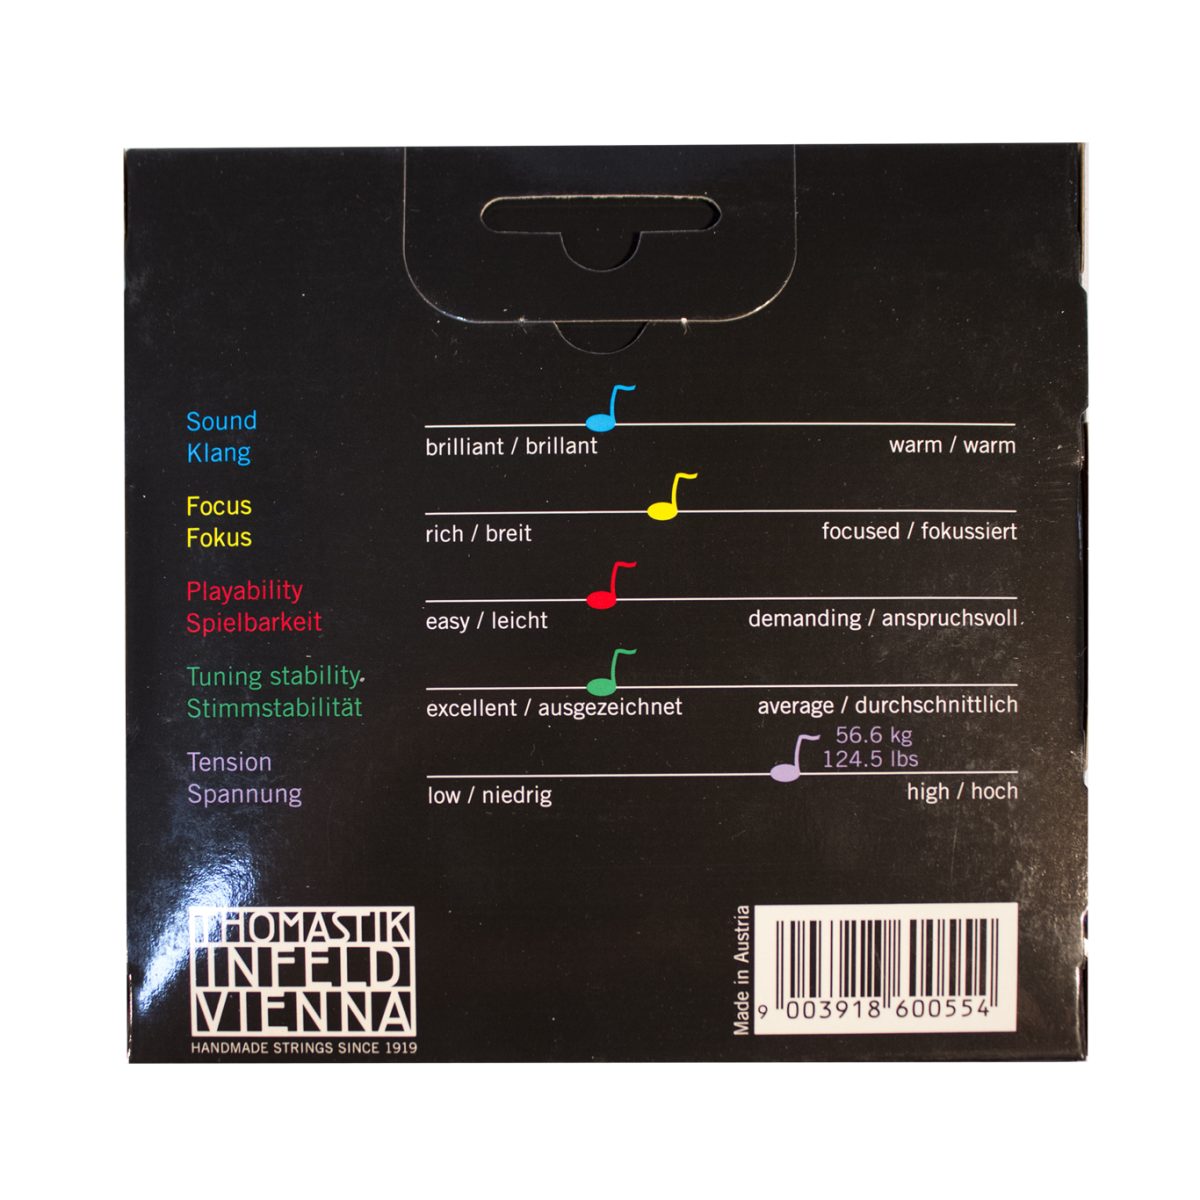 Sound
Klang
brilliant / brillant
warm / warm
Focus
Fokus
rich / breit
focused / fokussiert
Playability
Spielbarkeit
easy / leicht
demanding / anspruchsvoll
Tuning stability
Stimmstabilität
excellent / ausgezeichnet
average / durchschnittlich
Tension
Spannung
56.6 kg
124.5 lbs
low / niedrig
high / hoch
THOMASTIK
INFELD
VIENNA
HANDMADE STRINGS SINCE 1919
Made in Austria
9 003918 600554